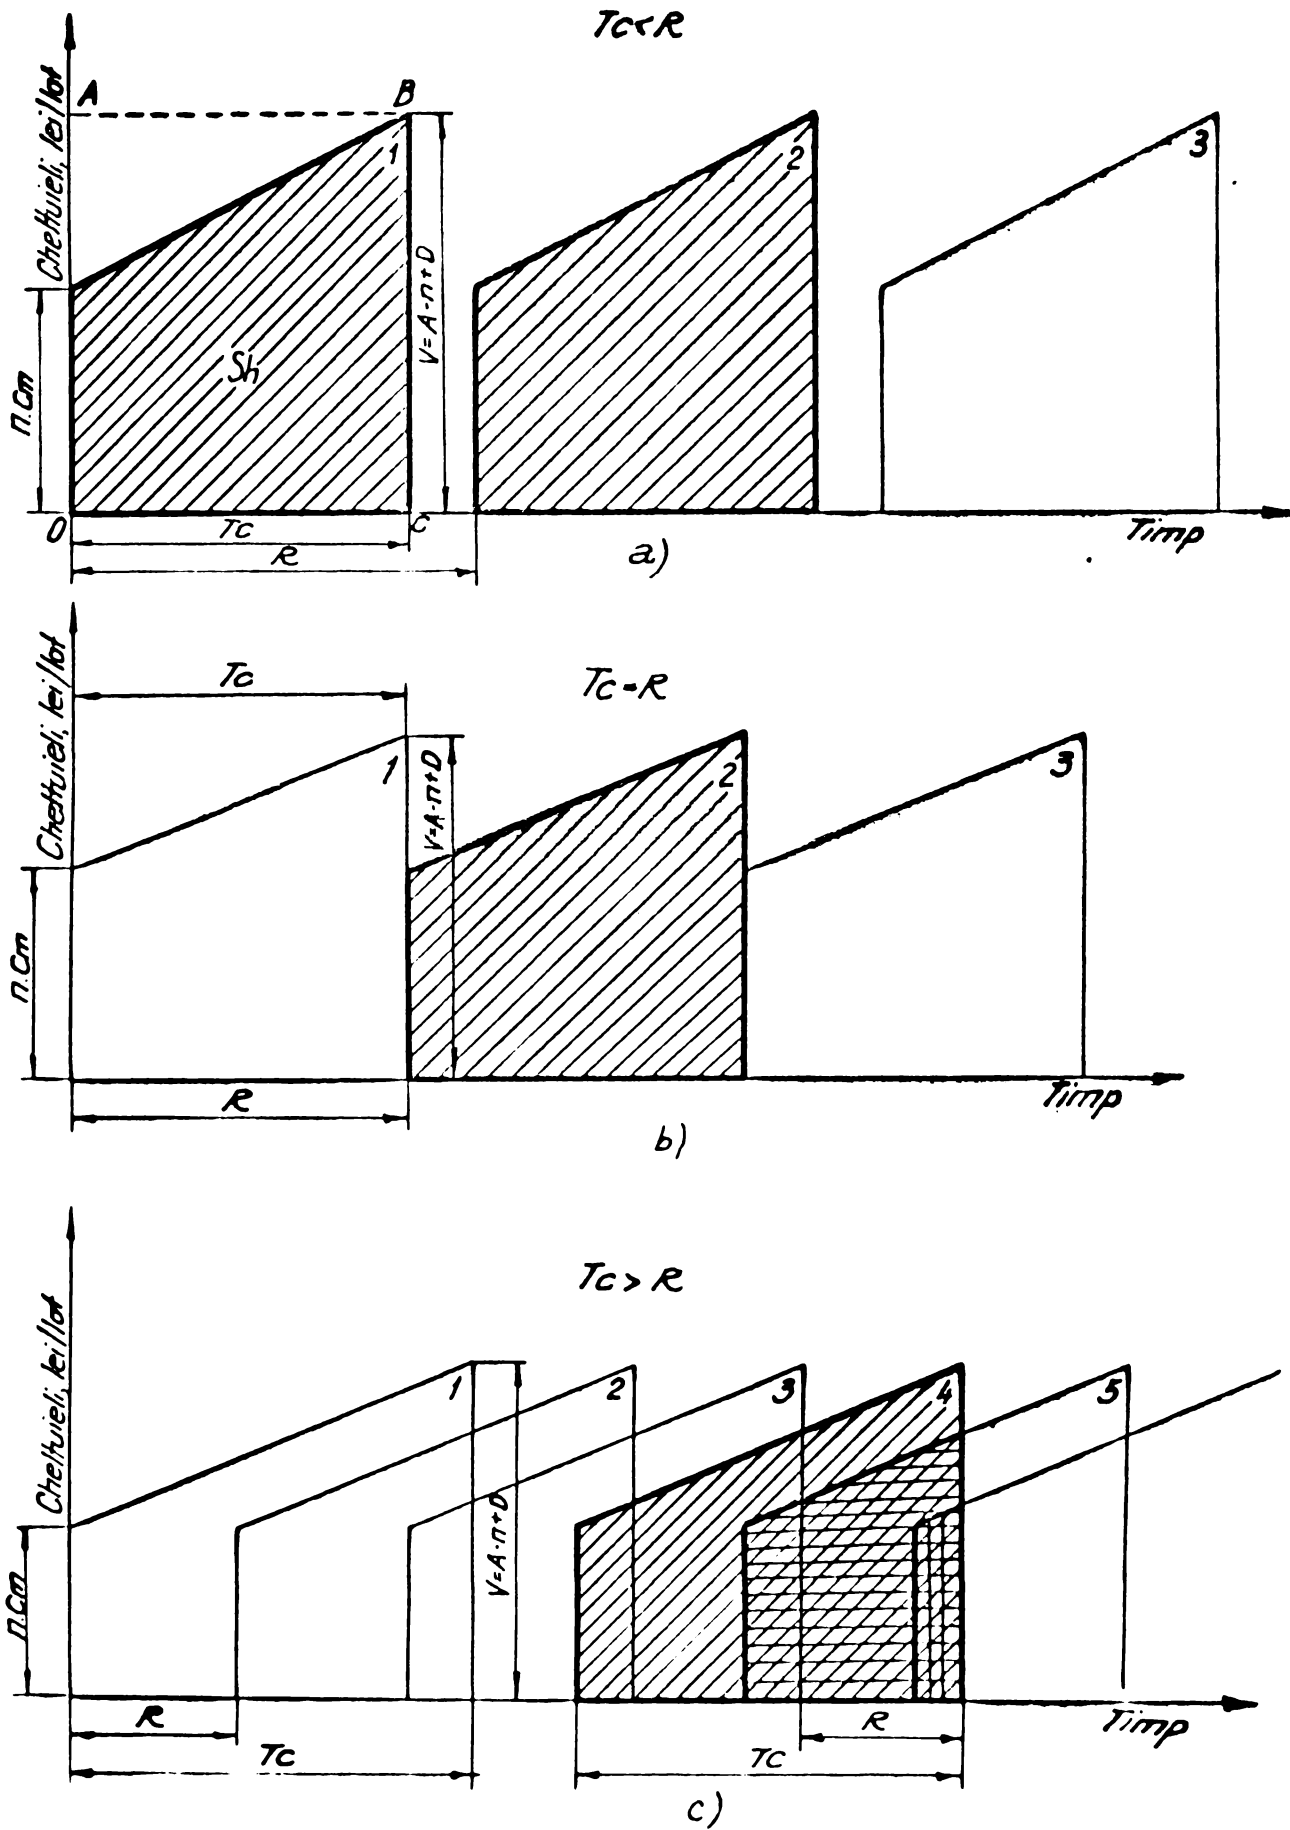 Tc<R
Cheltuieli, lei/lot
A
B
1
2
3
V=A·n+D
n.Cm
Sh
O
Tc
C
R
Timp
a)
Cheltuieli, lei/lot
Tc
Tc=R
1
2
3
V=A·n+D
n.Cm
R
Timp
b)
Tc>R
Cheltuieli, lei/lot
1
2
3
4
5
V=A·n+D
n.Cm
R
R
Timp
Tc
Tc
c)